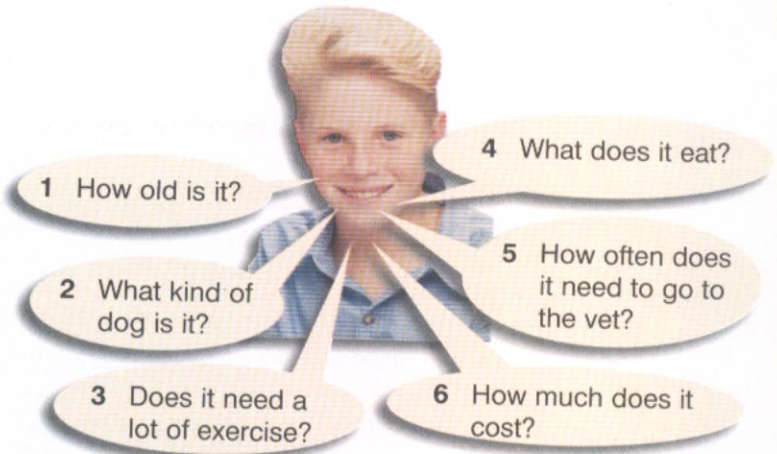 1 How old is it?
2 What kind of
dog is it?
3 Does it need a
lot of exercise?
4 What does it eat?
5 How often does
it need to go to
the vet?
6 How much does it
cost?